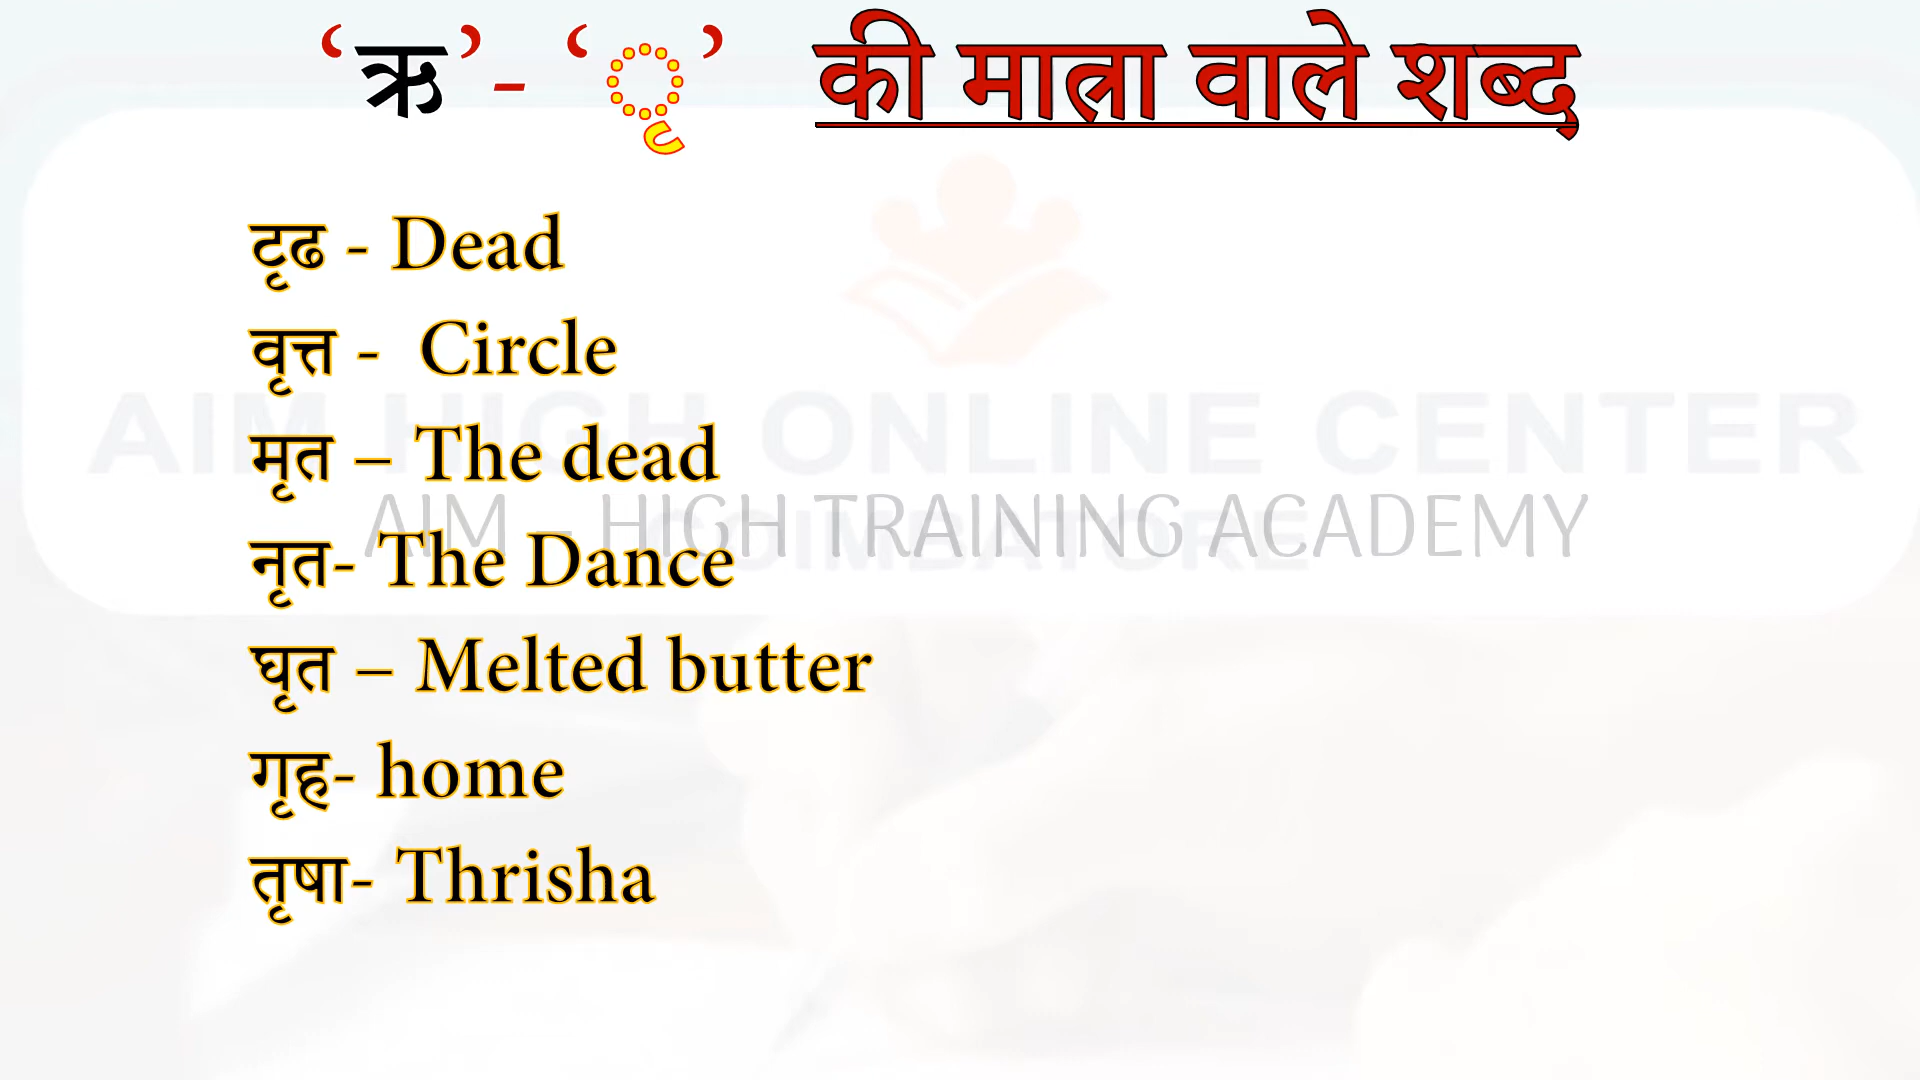 ‘ऋ’- ‘ृ’ की मात्रा वाले शब्द
टृढ - Dead
वृत्त - Circle
मृत – The dead
नृत- The Dance
घृत – Melted butter
गृह- home
तृषा- Thrisha
AIM HIGH ONLINE CENTER
AIM - HIGH TRAINING ACADEMY
COIMBATORE